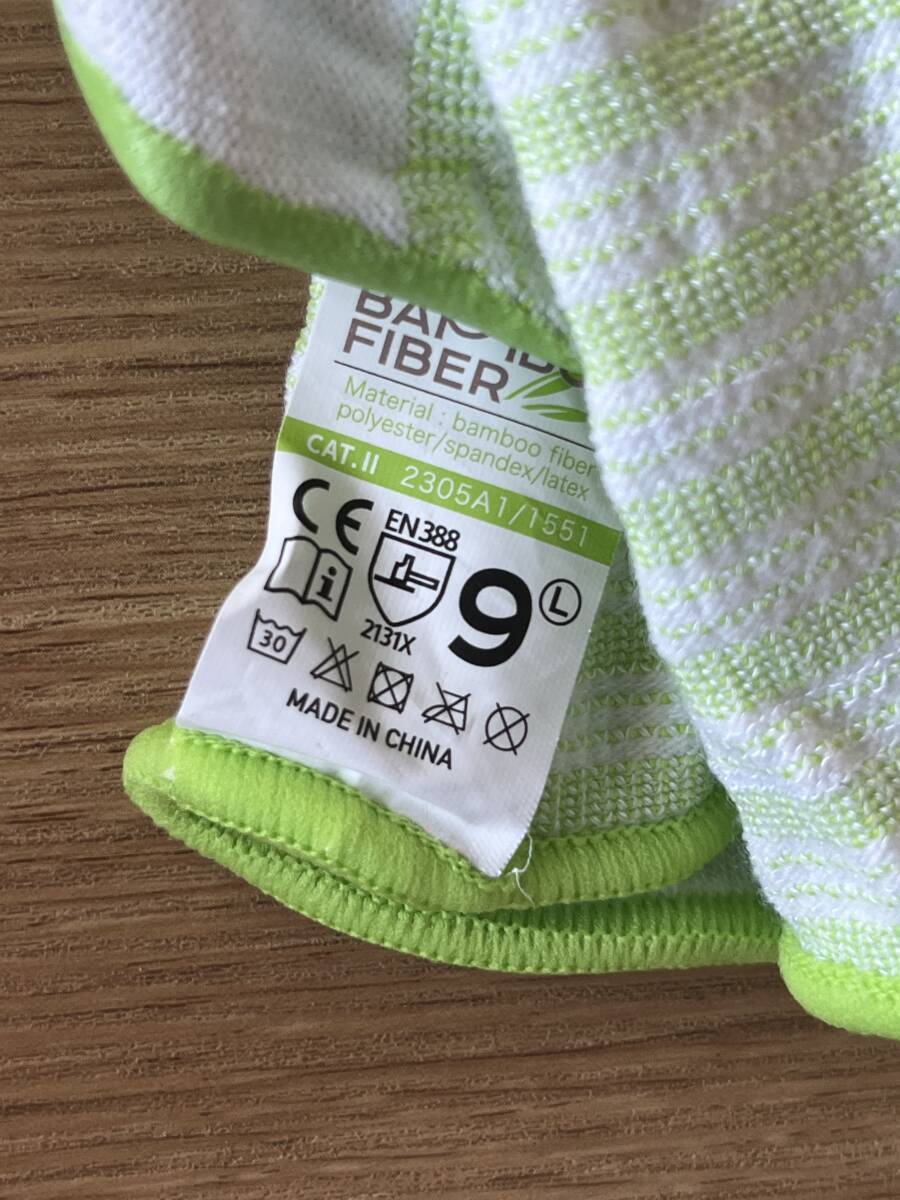 BAMBOO
FIBER
Material : bamboo fiber
polyester/spandex/latex
CAT.II 2305A1/1551
CE
EN388
i
9 L
2131X
30
MADE IN CHINA